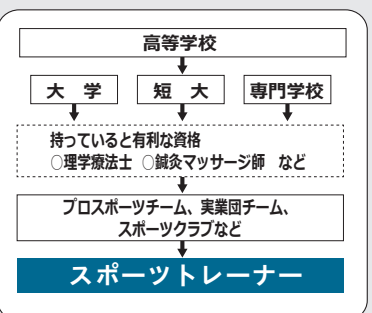 高等学校
大 学 短 大 専門学校
持っていると有利な資格
○理学療法士 ○鍼灸マッサージ師 など
プロスポーツチーム、実業団チーム、
スポーツクラブなど
スポーツトレーナー